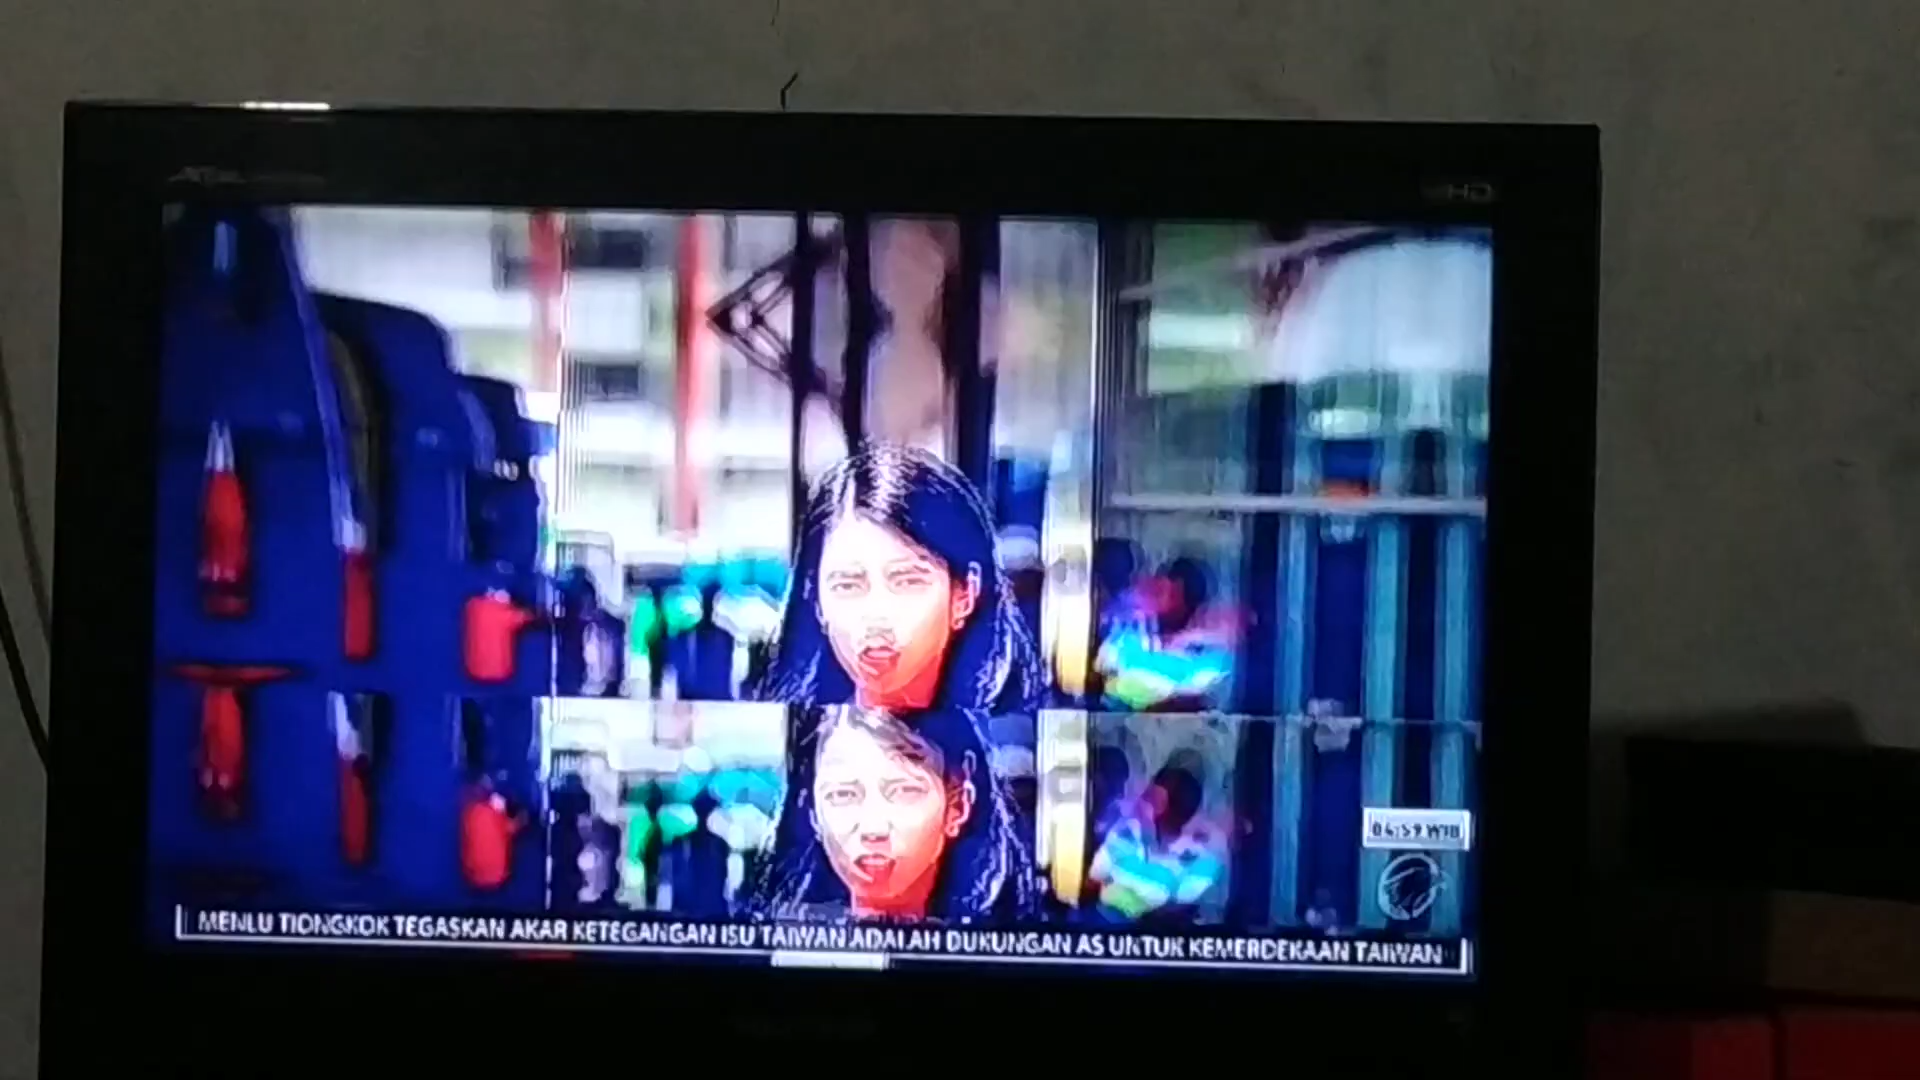 HD
04:59 WIB
MENLU TIONGKOK TEGASKAN AKAR KETEGANGAN ISU TAIWAN ADALAH DUKUNGAN AS UNTUK KEMERDEKAAN TAIWAN